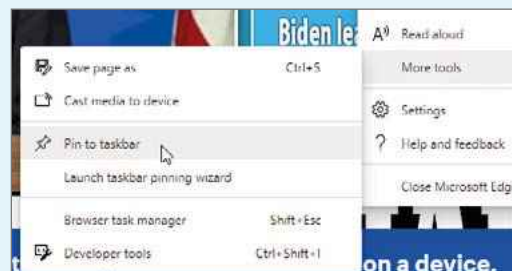 Biden lea
Read aloud
More tools
Settings
Help and feedback
Close Microsoft Edg
Save page as Ctrl+S
Cast media to device
Pin to taskbar
Launch taskbar pinning wizard
Browser task manager Shift+Esc
Developer tools Ctrl+Shift+I
on a device.